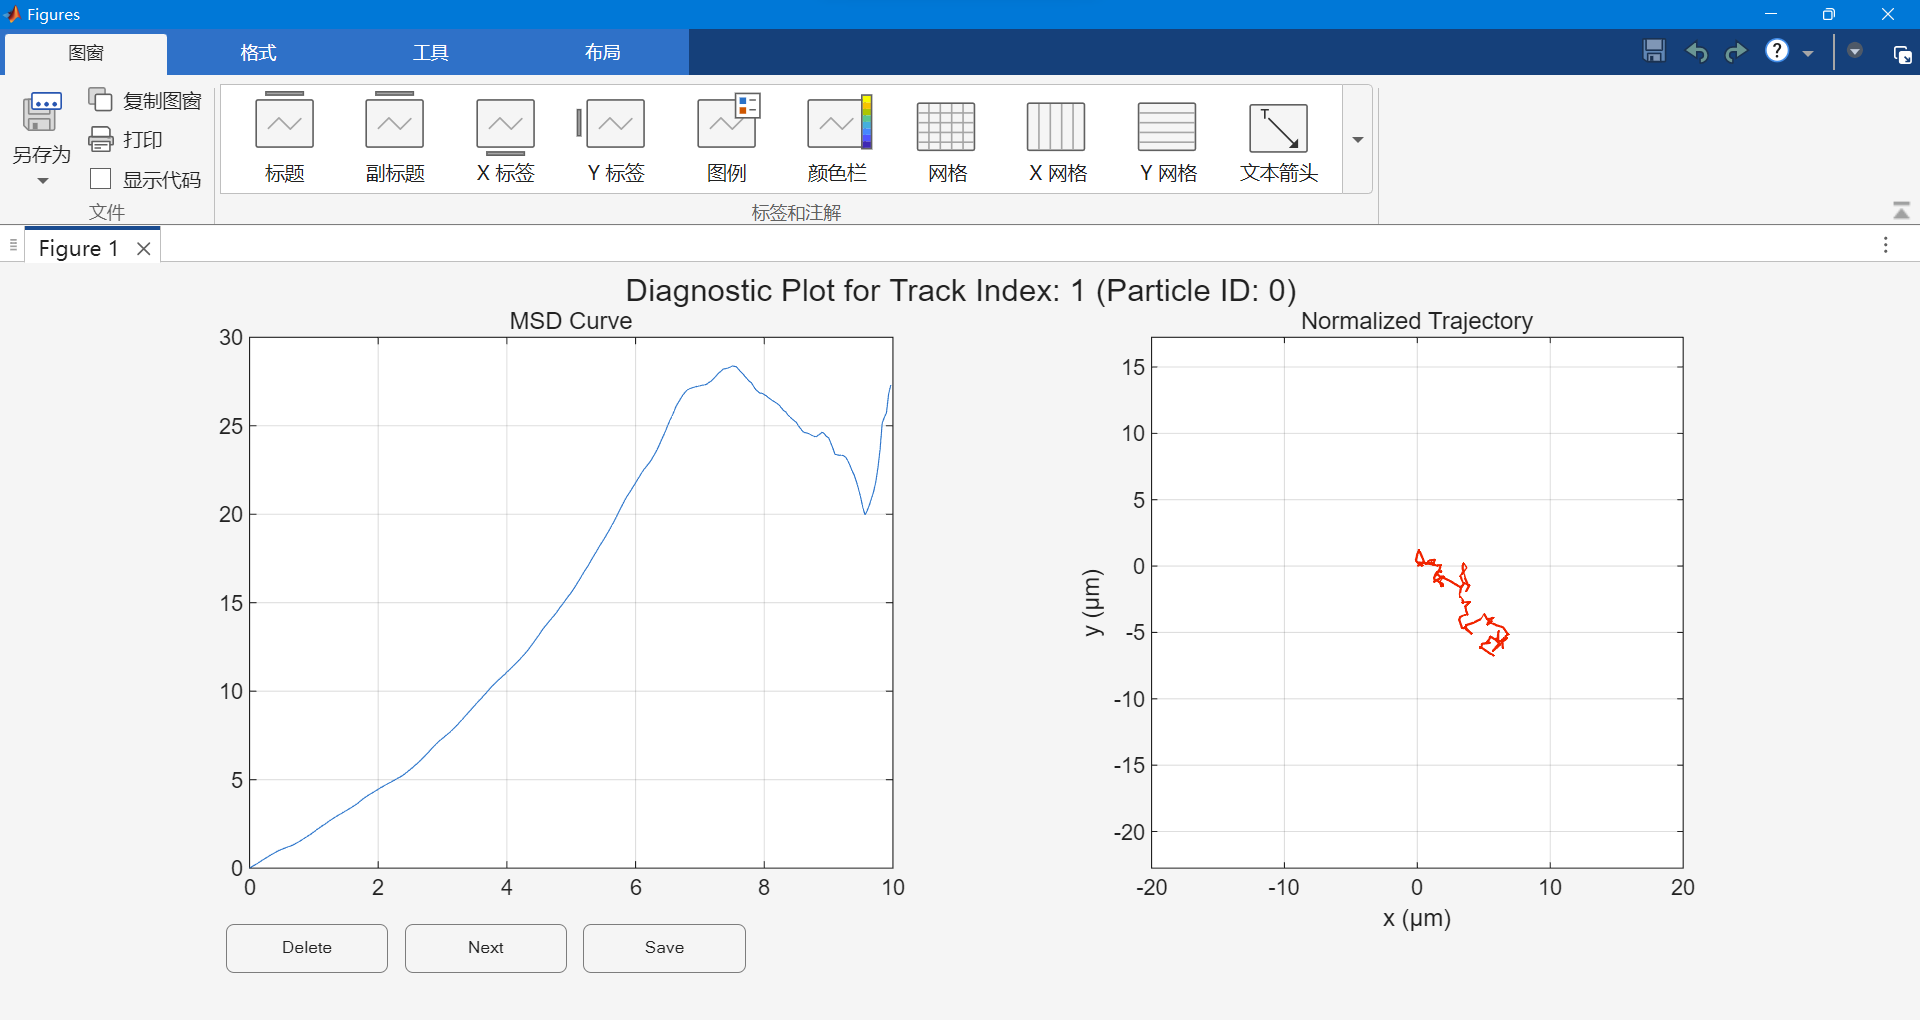 Figures
图窗
格式
工具
布局
另存为
复制图窗
打印
显示代码
文件
标题
副标题
X 标签
Y 标签
图例
颜色栏
网格
X 网格
Y 网格
T
文本箭头
标签和注解
Figure 1
Diagnostic Plot for Track Index: 1 (Particle ID: 0)
MSD Curve
30
25
20
15
10
5
0
0 2 4 6 8 10
Normalized Trajectory
15
10
5
0
-5
-10
-15
-20
y (μm)
-20 -10 0 10 20
x (μm)
Delete
Next
Save